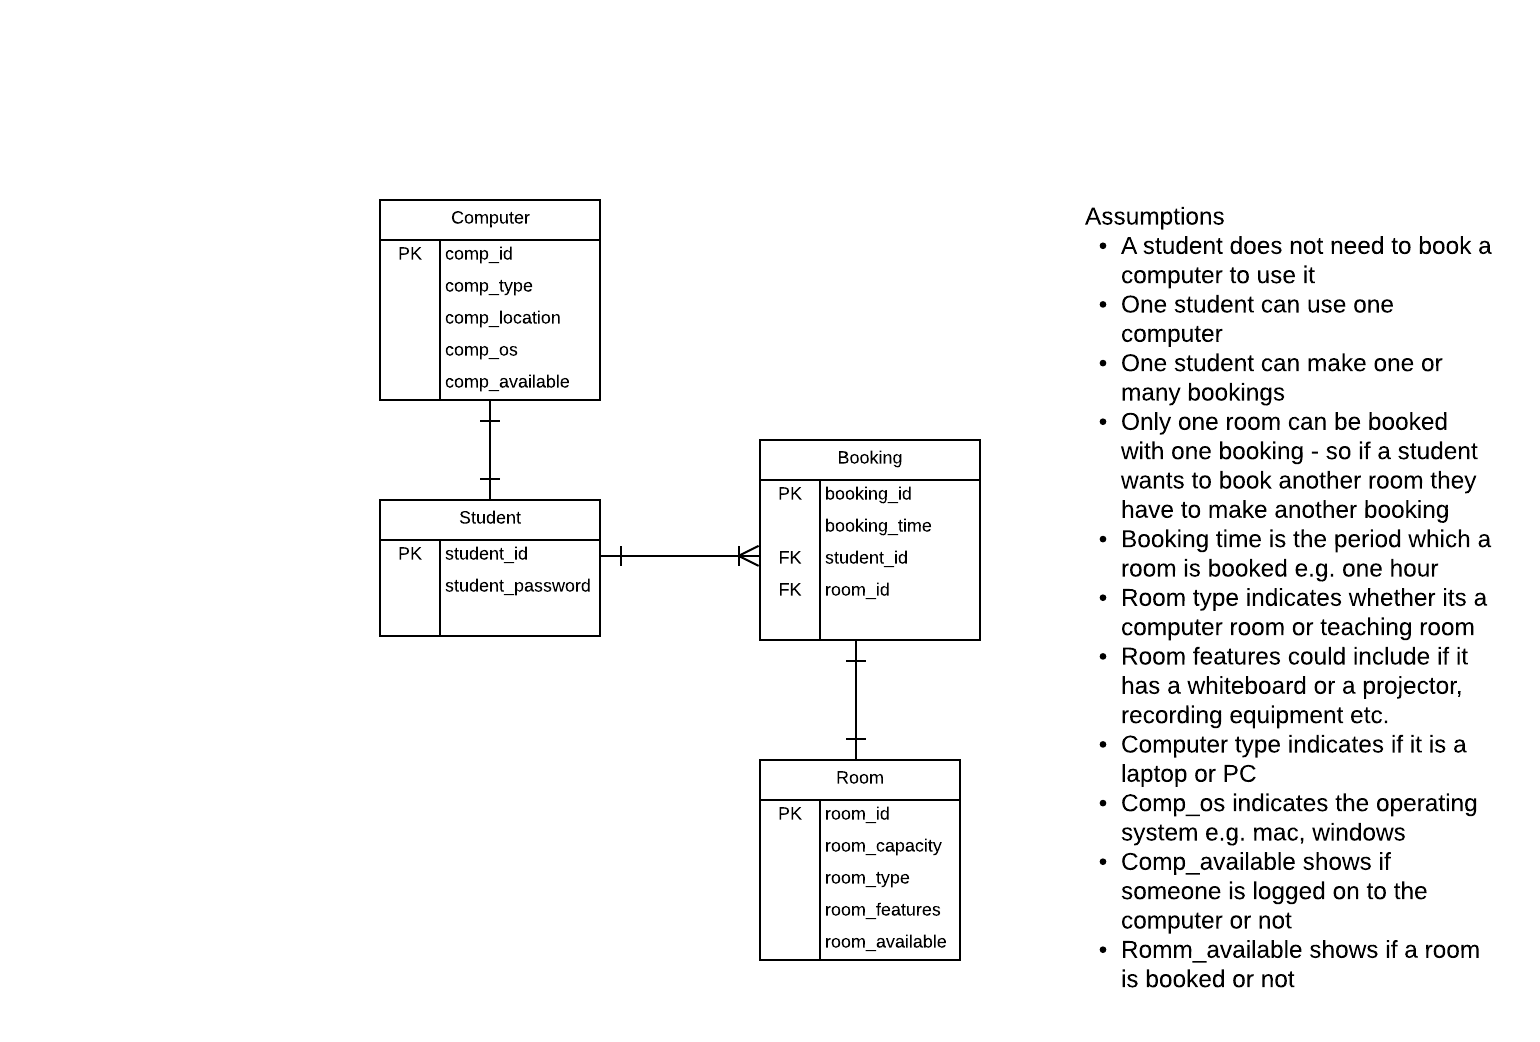 Computer
PK comp_id
comp_type
comp_location
comp_os
comp_available
Student
PK student_id
student_password
Booking
PK booking_id
booking_time
FK student_id
FK room_id
Room
PK room_id
room_capacity
room_type
room_features
room_available
Assumptions
• A student does not need to book a
computer to use it
• One student can use one
computer
• One student can make one or
many bookings
• Only one room can be booked
with one booking - so if a student
wants to book another room they
have to make another booking
• Booking time is the period which a
room is booked e.g. one hour
• Room type indicates whether its a
computer room or teaching room
• Room features could include if it
has a whiteboard or a projector,
recording equipment etc.
• Computer type indicates if it is a
laptop or PC
• Comp_os indicates the operating
system e.g. mac, windows
• Comp_available shows if
someone is logged on to the
computer or not
• Romm_available shows if a room
is booked or not